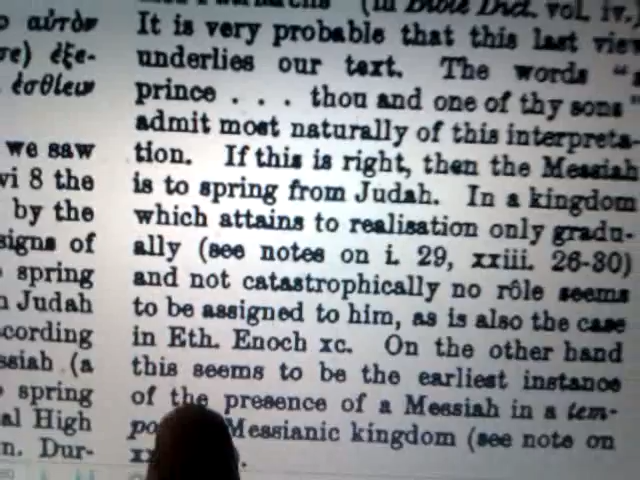 αὐτὸν
ἐξε-
ἐσθλειν
we saw
vi 8 the
by the
signs of
spring
Judah
cording
ssiah (a
spring
al High
n. Dur-
(in Bible Dict. vol. iv.,
It is very probable that this last view
underlies our text. The words “
prince . . . thou and one of thy sons”
admit most naturally of this interpreta-
tion. If this is right, then the Messiah
is to spring from Judah. In a kingdom
which attains to realisation only gradu-
ally (see notes on i. 29, xxiii. 26-30)
and not catastrophically no rôle seems
to be assigned to him, as is also the case
in Eth. Enoch xc. On the other hand
this seems to be the earliest instance
of the presence of a Messiah in a tem-
po Messianic kingdom (see note on